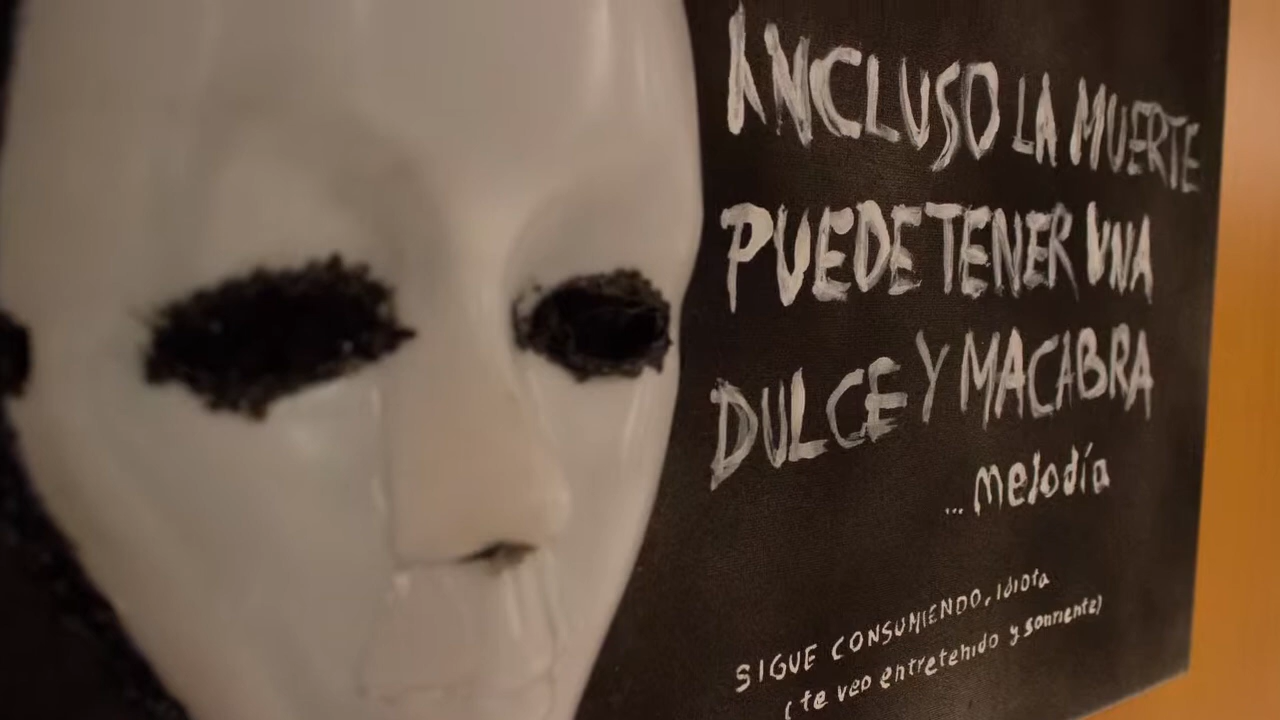 INCLUSO LA MUERTE
PUEDE TENER UNA
DULCE Y MACABRA
...melodía
SIGUE CONSUMIENDO, IdIOta
(te veo entretenido y sonriente)